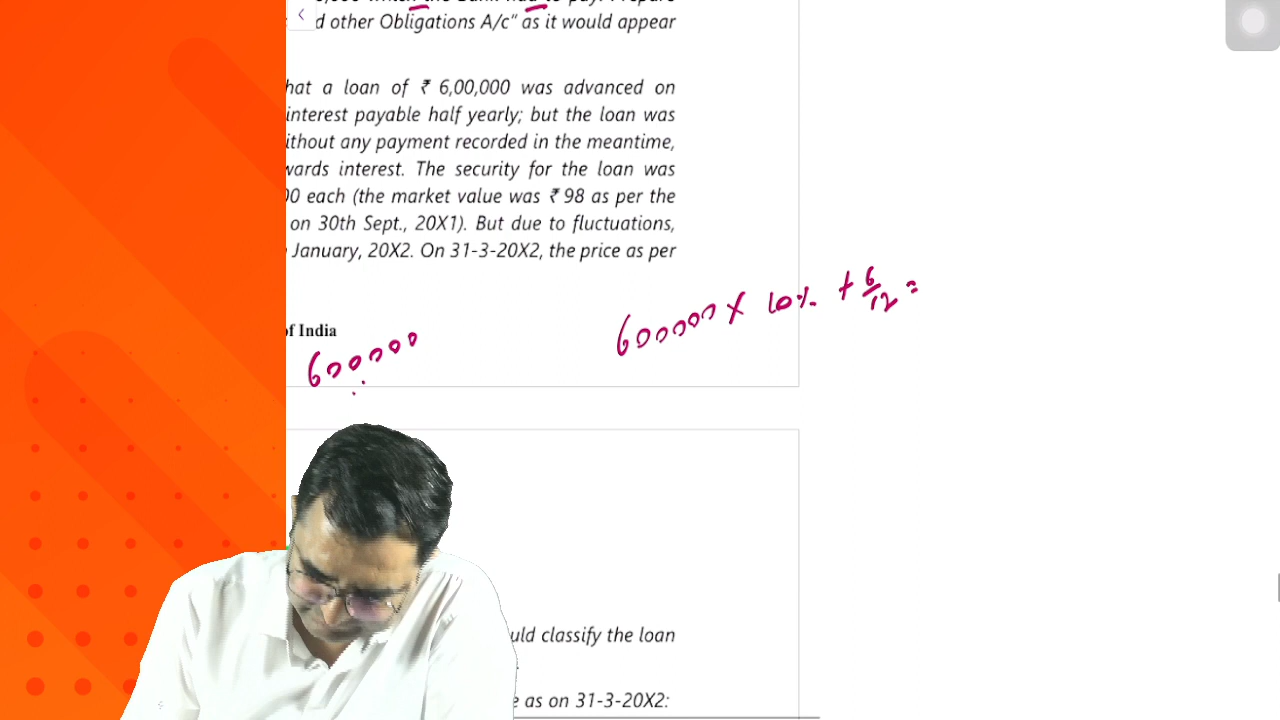 d other Obligations A/c" as it would appear
hat a loan of ₹ 6,00,000 was advanced on
interest payable half yearly; but the loan was
ithout any payment recorded in the meantime,
wards interest. The security for the loan was
00 each (the market value was ₹ 98 as per the
on 30th Sept., 20X1). But due to fluctuations,
January, 20X2. On 31-3-20X2, the price as per
600000 X 10% + 6/12 =
of India
600000
uld classify the loan
e as on 31-3-20X2: